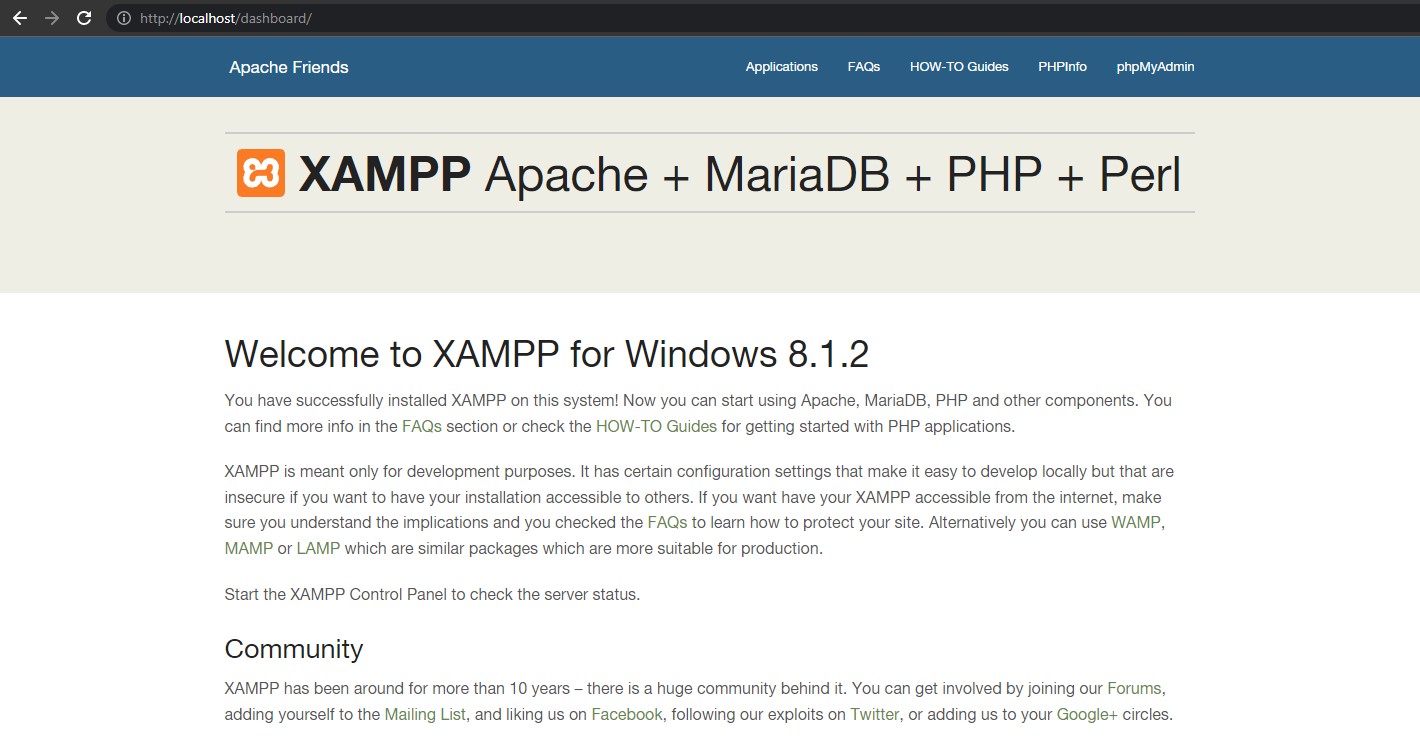 http://localhost/dashboard/
Apache Friends Applications FAQs HOW-TO Guides PHPInfo phpMyAdmin
XAMPP Apache + MariaDB + PHP + Perl
Welcome to XAMPP for Windows 8.1.2
You have successfully installed XAMPP on this system! Now you can start using Apache, MariaDB, PHP and other components. You
can find more info in the FAQs section or check the HOW-TO Guides for getting started with PHP applications.
XAMPP is meant only for development purposes. It has certain configuration settings that make it easy to develop locally but that are
insecure if you want to have your installation accessible to others. If you want have your XAMPP accessible from the internet, make
sure you understand the implications and you checked the FAQs to learn how to protect your site. Alternatively you can use WAMP,
MAMP or LAMP which are similar packages which are more suitable for production.
Start the XAMPP Control Panel to check the server status.
Community
XAMPP has been around for more than 10 years – there is a huge community behind it. You can get involved by joining our Forums,
adding yourself to the Mailing List, and liking us on Facebook, following our exploits on Twitter, or adding us to your Google+ circles.